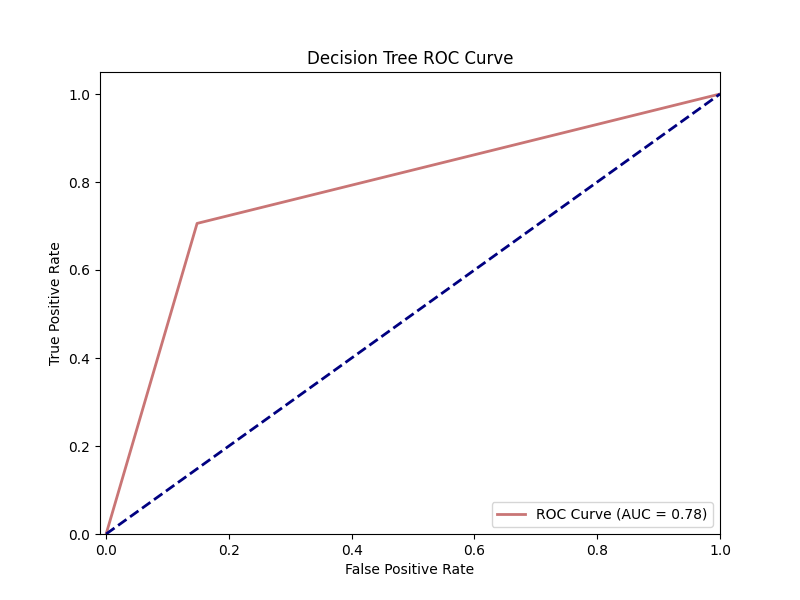 Decision Tree ROC Curve
1.0
0.8
0.6
0.4
0.2
0.0
True Positive Rate
ROC Curve (AUC = 0.78)
0.0 0.2 0.4 0.6 0.8 1.0
False Positive Rate